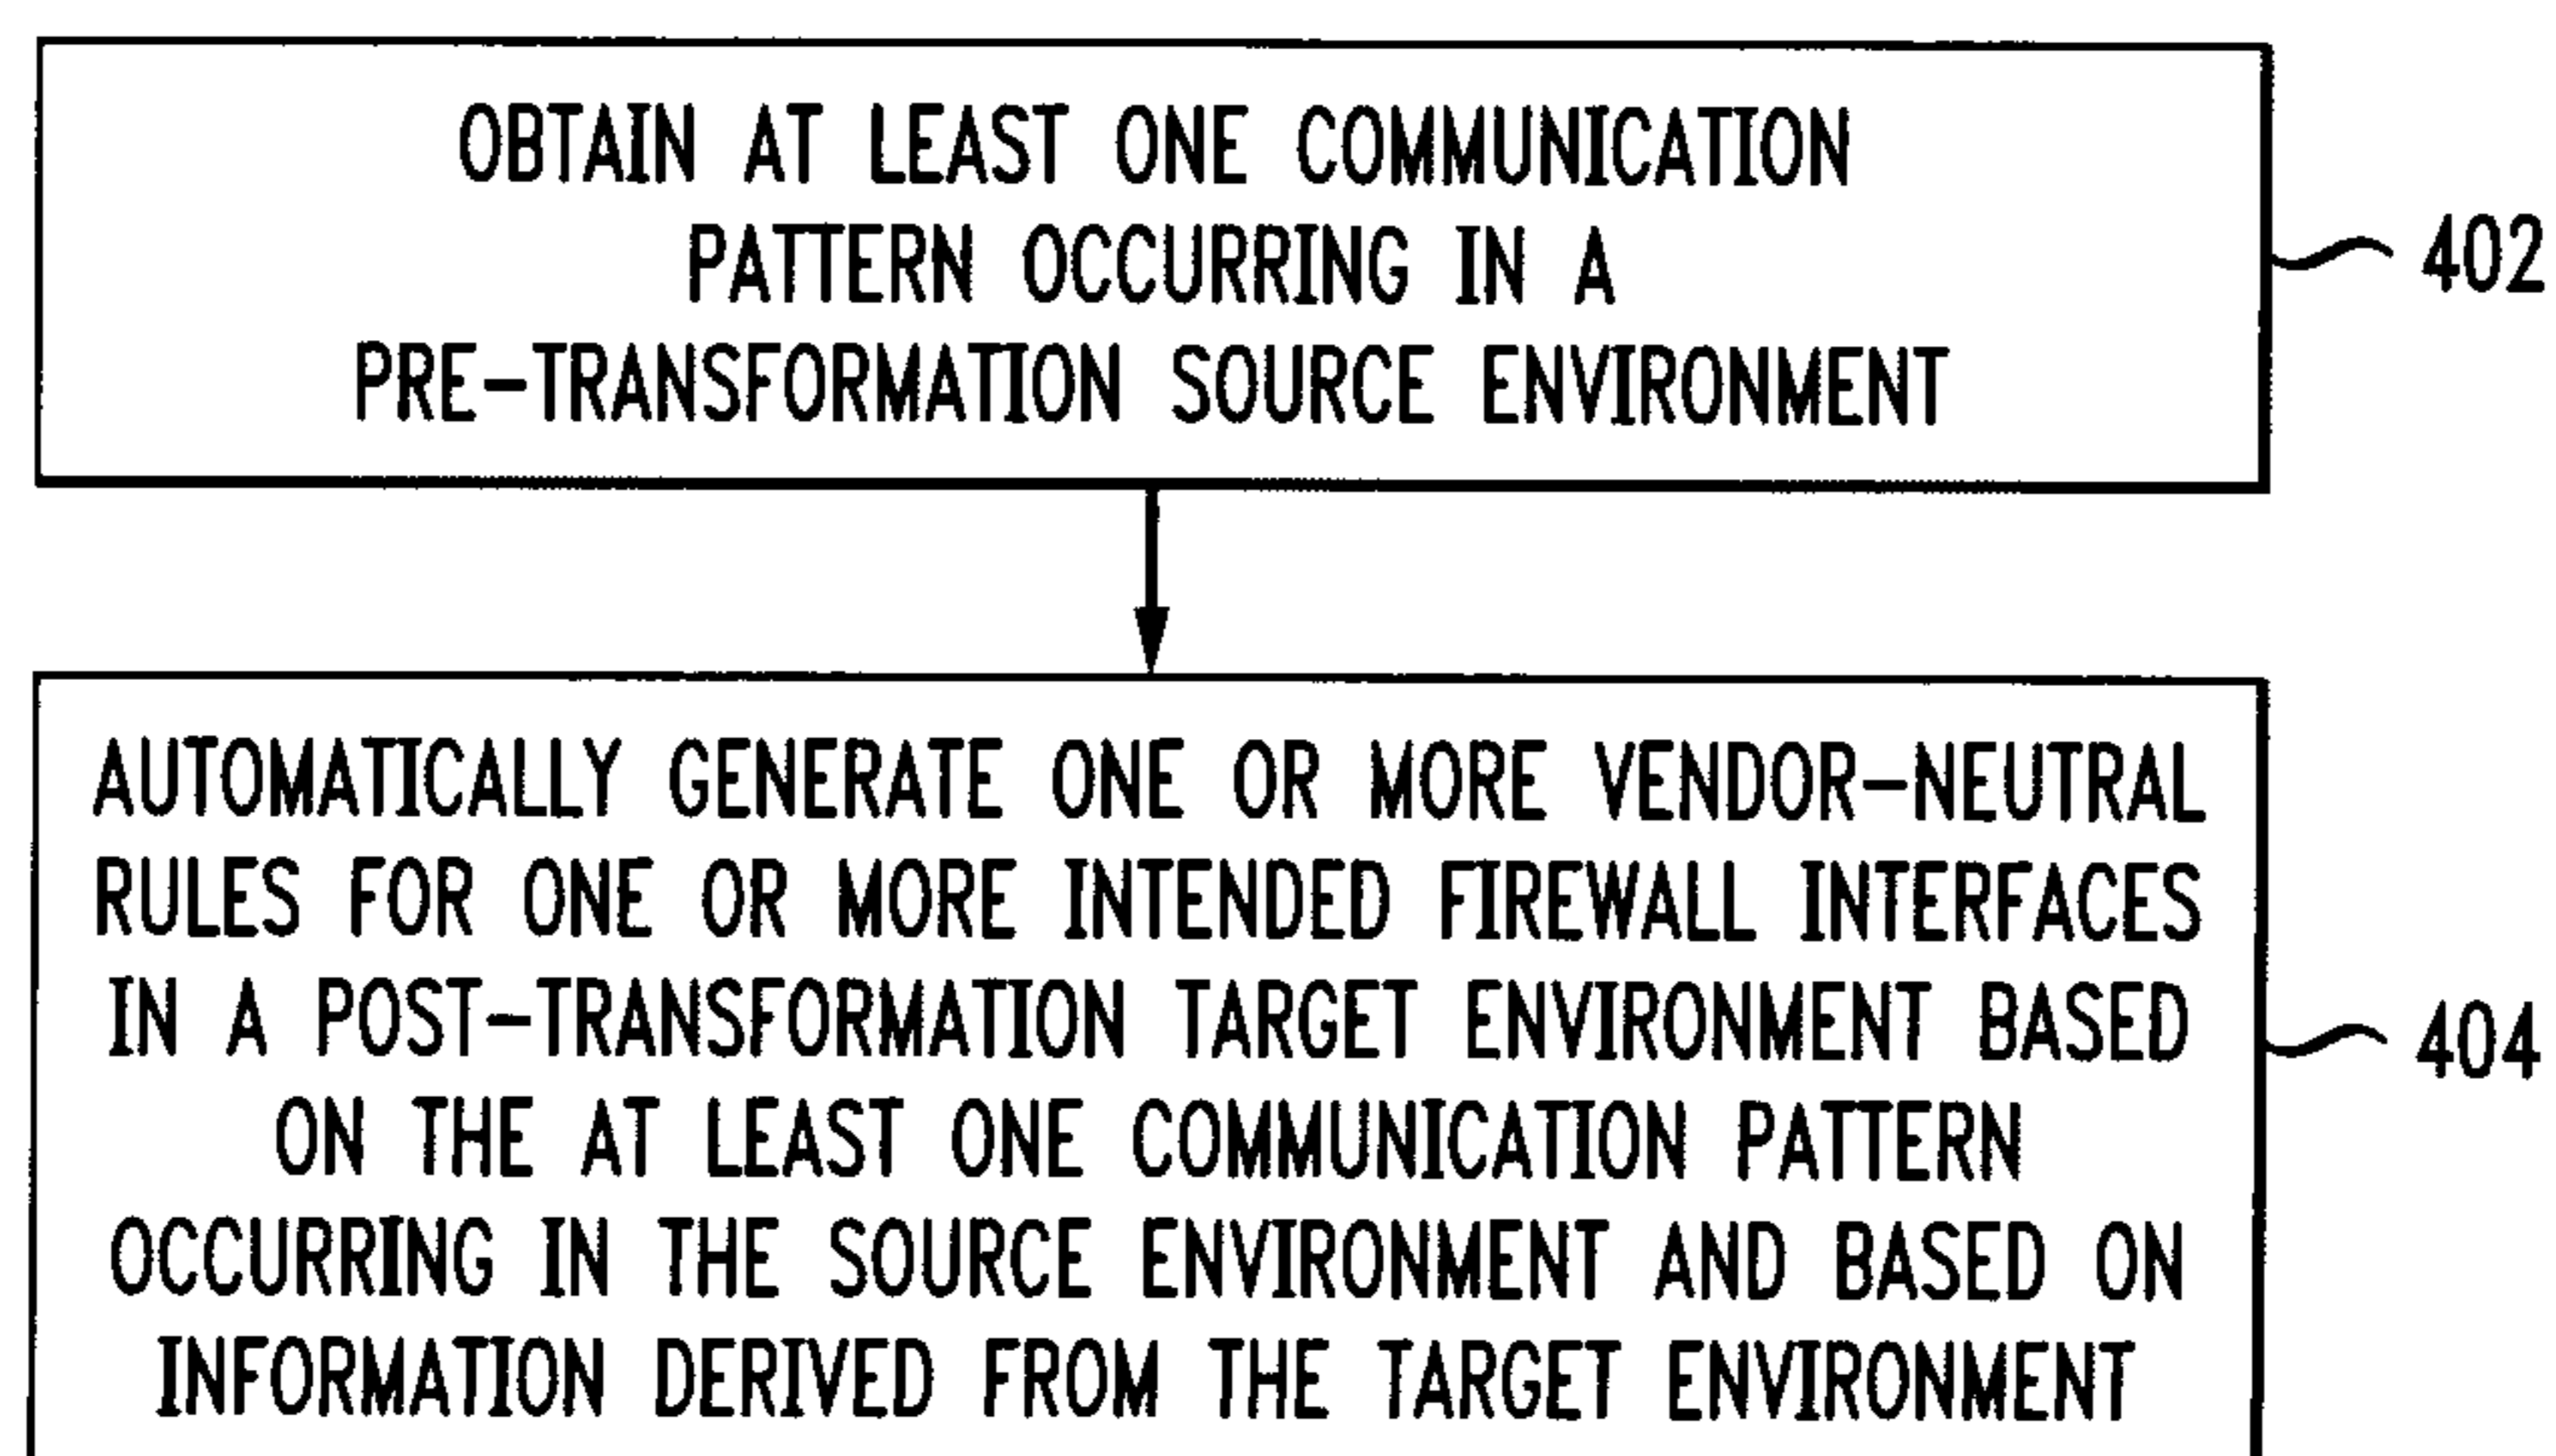 OBTAIN AT LEAST ONE COMMUNICATION
PATTERN OCCURRING IN A
PRE-TRANSFORMATION SOURCE ENVIRONMENT
402
AUTOMATICALLY GENERATE ONE OR MORE VENDOR-NEUTRAL
RULES FOR ONE OR MORE INTENDED FIREWALL INTERFACES
IN A POST-TRANSFORMATION TARGET ENVIRONMENT BASED
ON THE AT LEAST ONE COMMUNICATION PATTERN
OCCURRING IN THE SOURCE ENVIRONMENT AND BASED ON
INFORMATION DERIVED FROM THE TARGET ENVIRONMENT
404